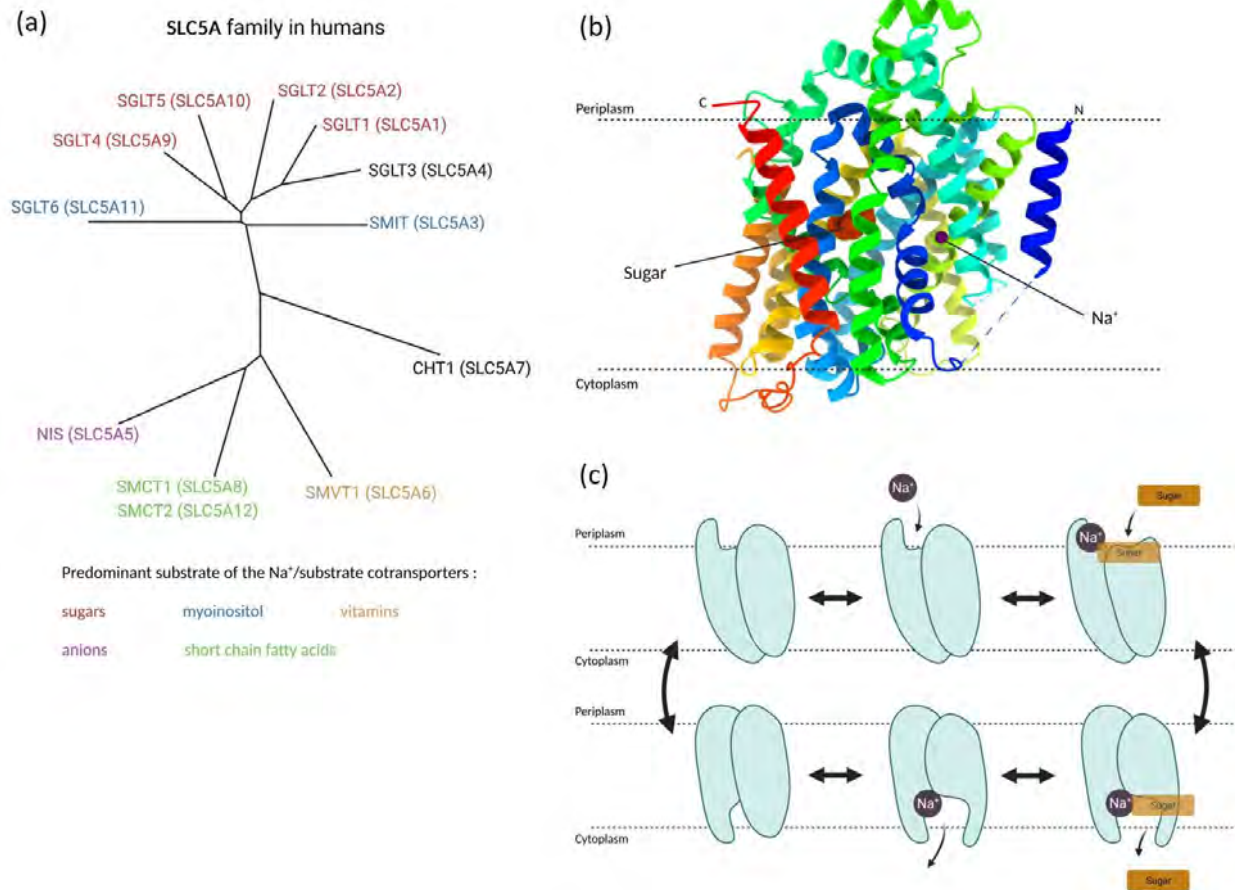 (a)
SLC5A family in humans
SGLT5 (SLC5A10)
SGLT2 (SLC5A2)
SGLT4 (SLC5A9)
SGLT1 (SLC5A1)
SGLT3 (SLC5A4)
SGLT6 (SLC5A11)
SMIT (SLC5A3)
CHT1 (SLC5A7)
NIS (SLC5A5)
SMCT1 (SLC5A8)
SMCT2 (SLC5A12)
SMVT1 (SLC5A6)
Predominant substrate of the Na⁺/substrate cotransporters :
sugars myoinositol vitamins
anions short chain fatty acids
(b)
Periplasm
C
N
Sugar
Na⁺
Cytoplasm
(c)
Na⁺
Sugar
Periplasm
Na⁺
Sugar
Cytoplasm
Periplasm
Na⁺
Na⁺
Sugar
Cytoplasm
Sugar